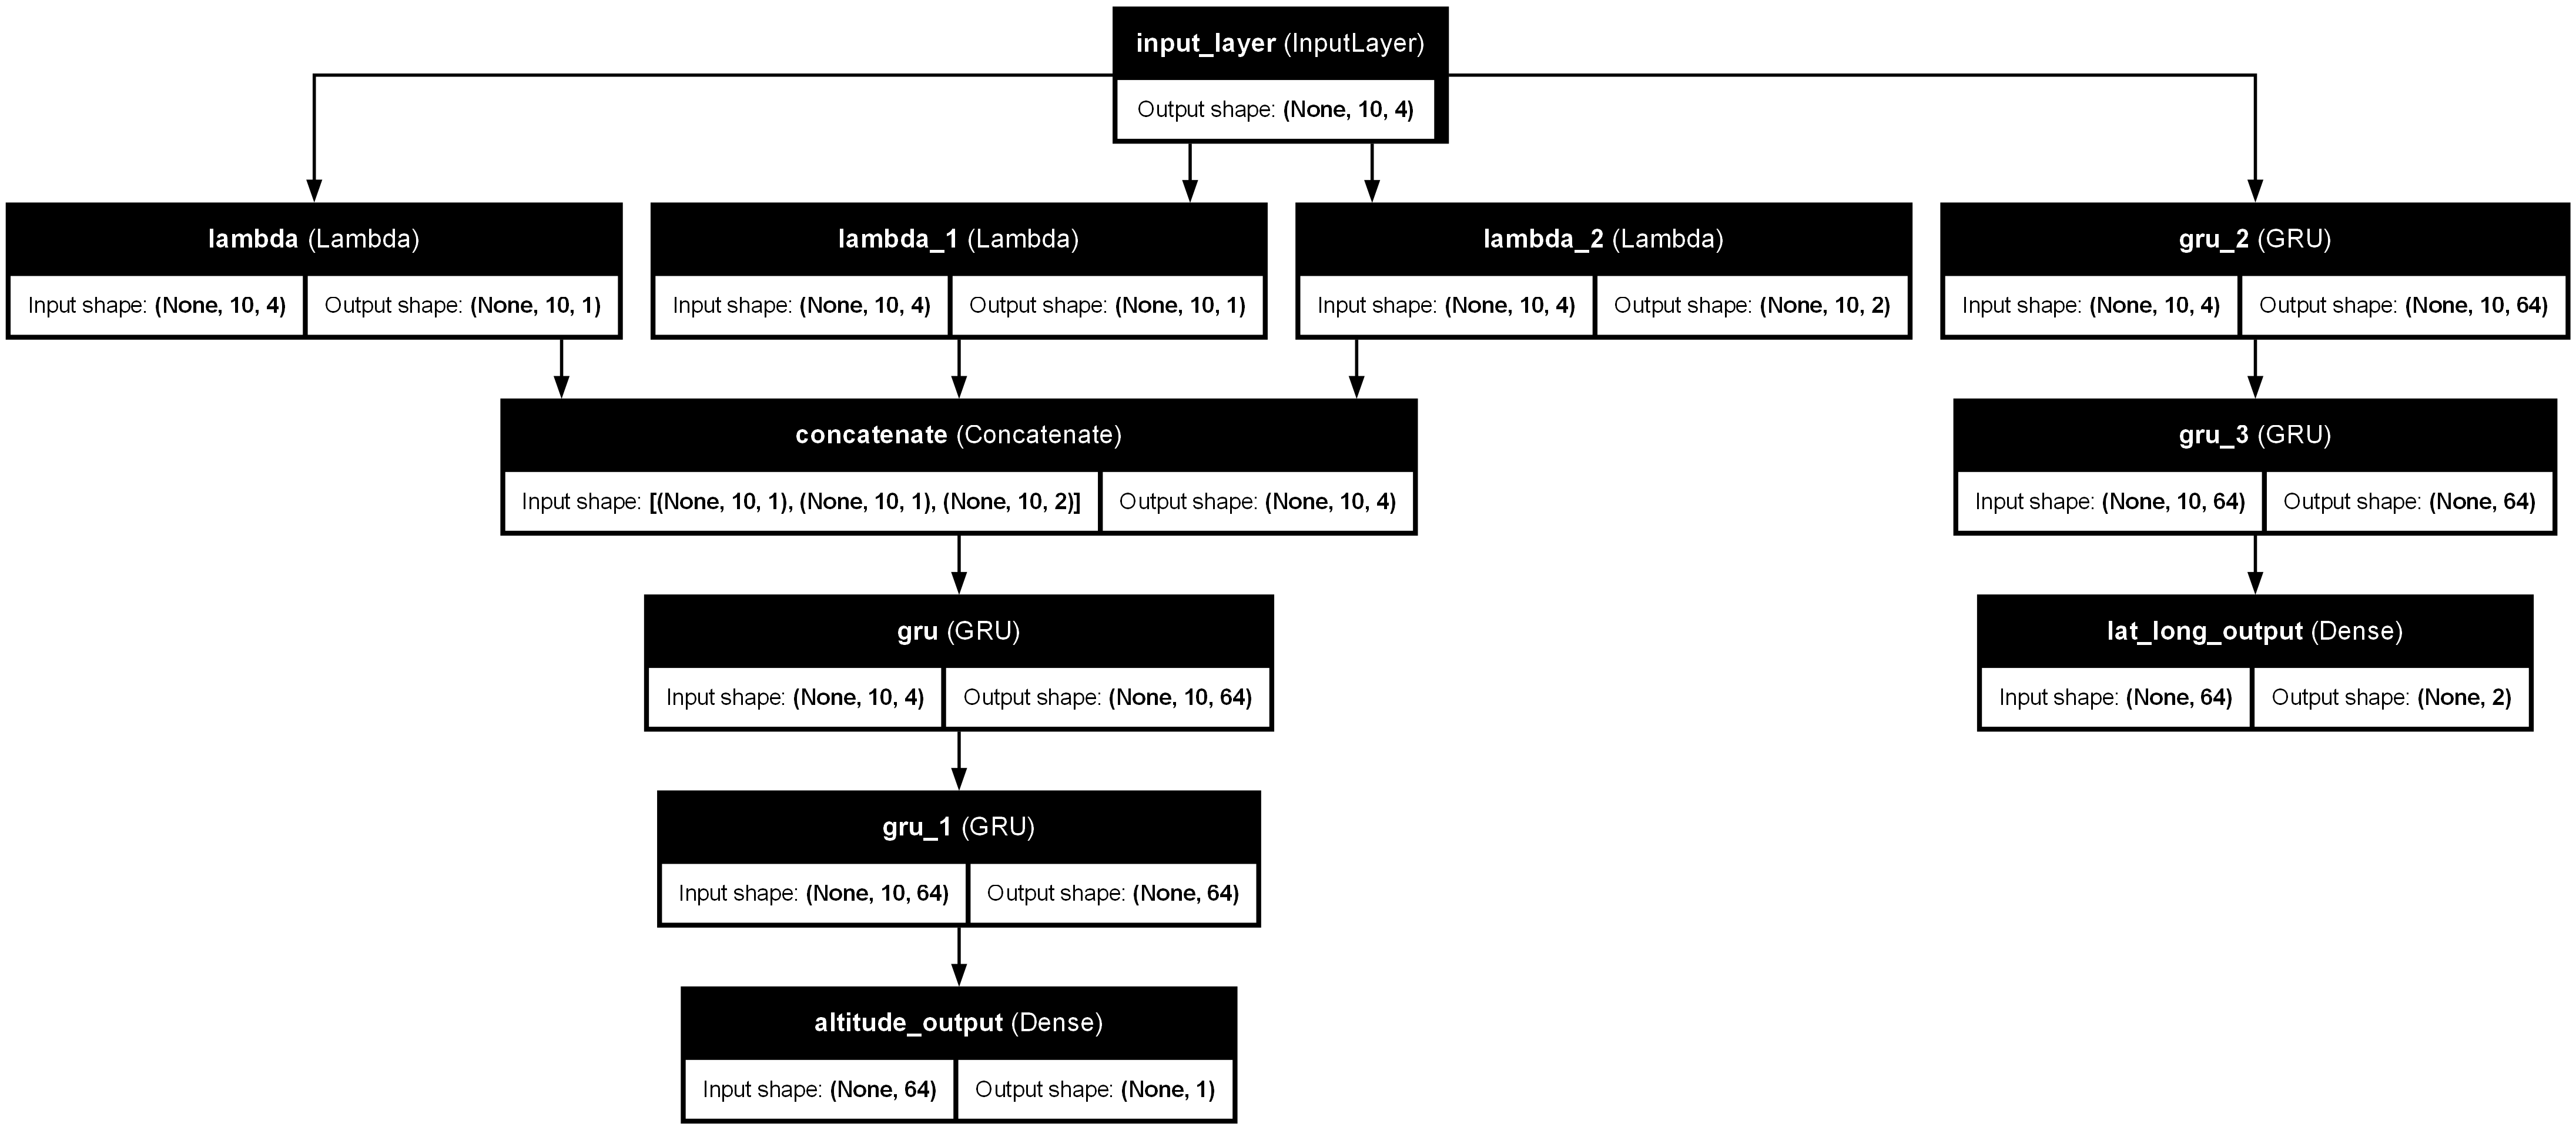 input_layer (InputLayer)
Output shape: (None, 10, 4)
lambda (Lambda)
Input shape: (None, 10, 4) Output shape: (None, 10, 1)
lambda_1 (Lambda)
Input shape: (None, 10, 4) Output shape: (None, 10, 1)
lambda_2 (Lambda)
Input shape: (None, 10, 4) Output shape: (None, 10, 2)
gru_2 (GRU)
Input shape: (None, 10, 4) Output shape: (None, 10, 64)
concatenate (Concatenate)
Input shape: [(None, 10, 1), (None, 10, 1), (None, 10, 2)] Output shape: (None, 10, 4)
gru_3 (GRU)
Input shape: (None, 10, 64) Output shape: (None, 64)
gru (GRU)
Input shape: (None, 10, 4) Output shape: (None, 10, 64)
lat_long_output (Dense)
Input shape: (None, 64) Output shape: (None, 2)
gru_1 (GRU)
Input shape: (None, 10, 64) Output shape: (None, 64)
altitude_output (Dense)
Input shape: (None, 64) Output shape: (None, 1)